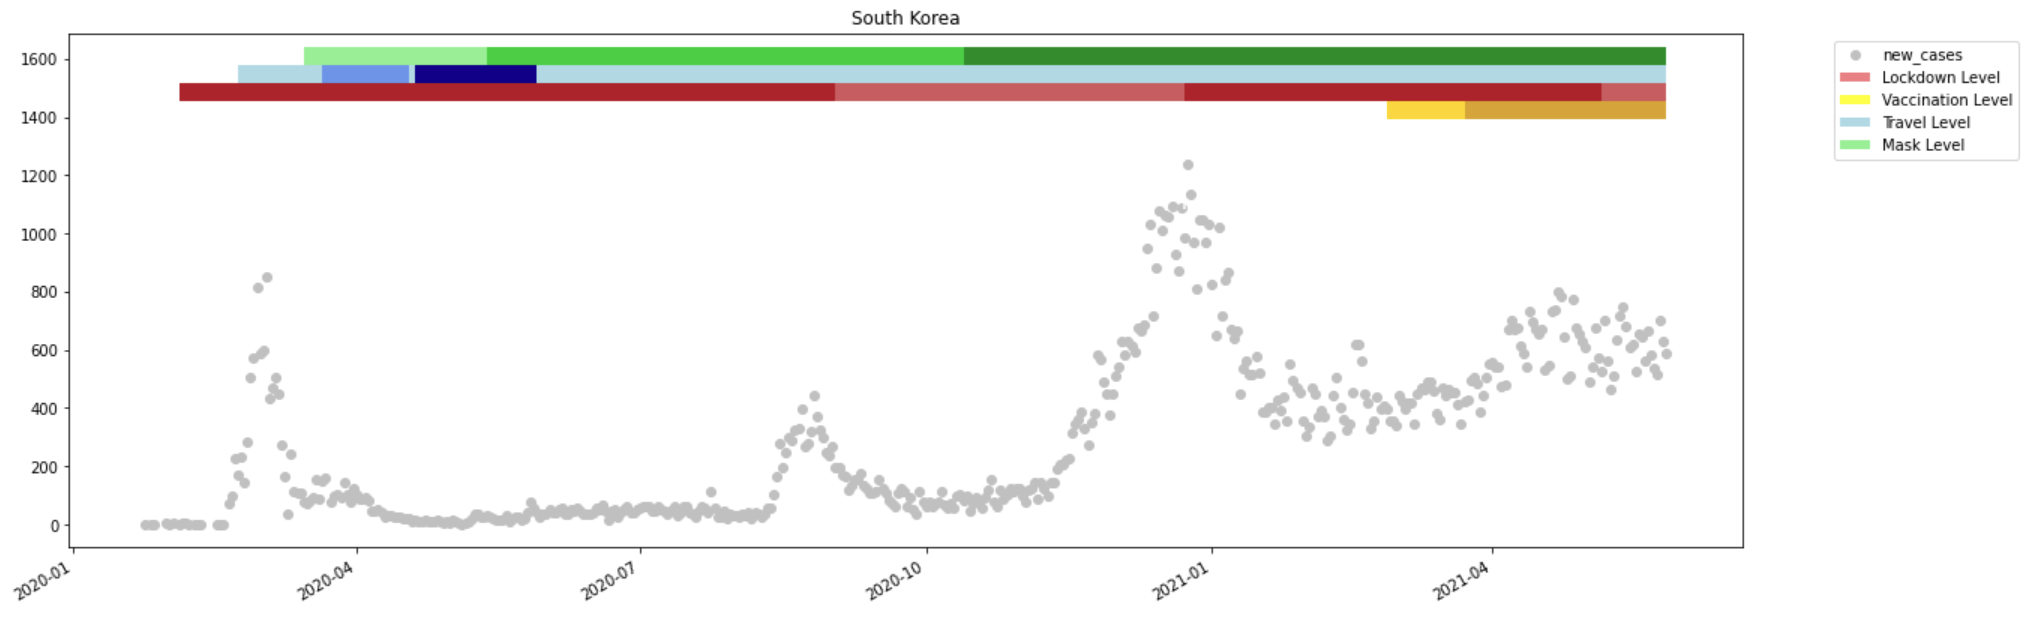 South Korea
1600
1400
1200
1000
800
600
400
200
0
2020-01
2020-04
2020-07
2020-10
2021-01
2021-04
new_cases
Lockdown Level
Vaccination Level
Travel Level
Mask Level